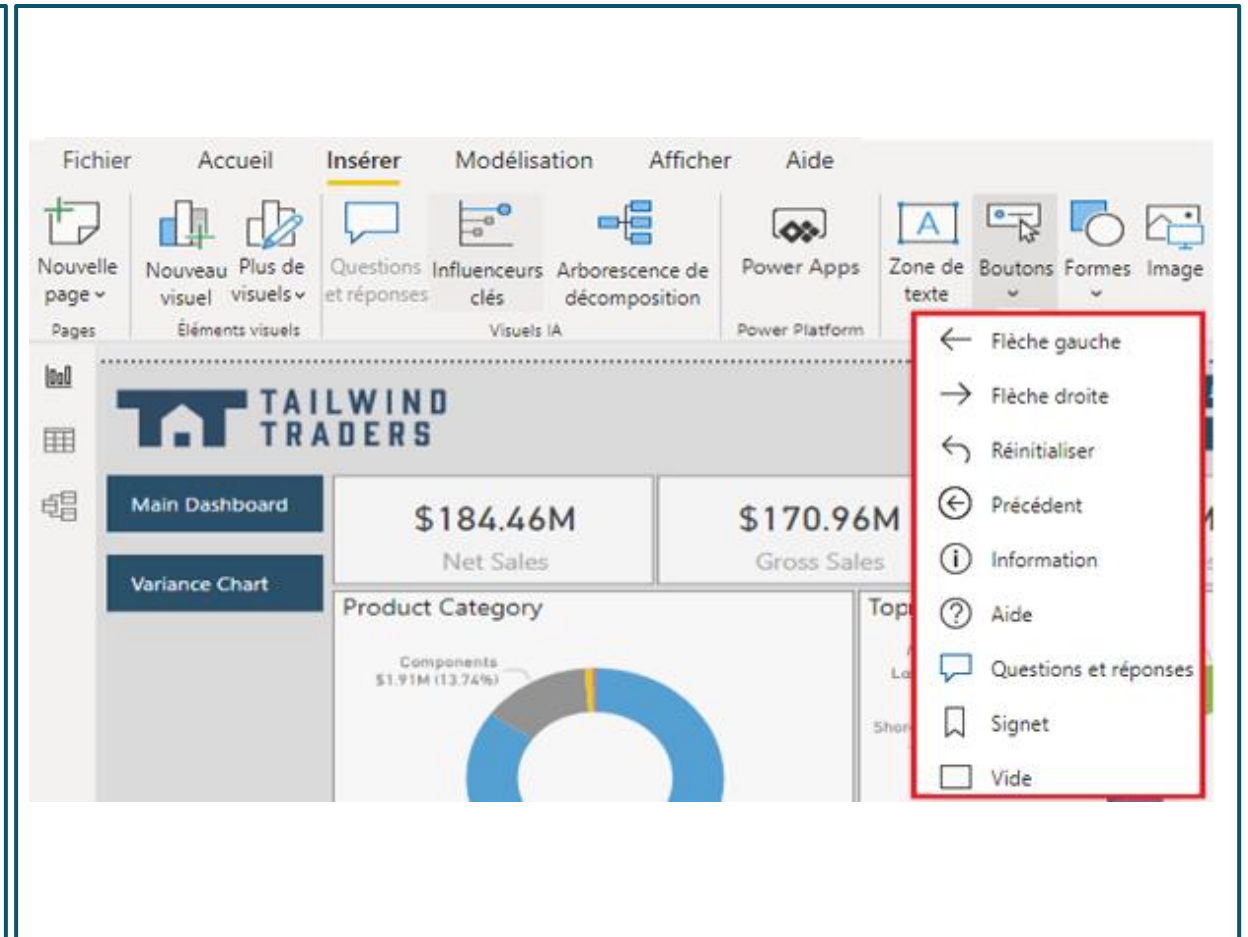 Fichier Accueil Insérer Modélisation Afficher Aide
Nouvelle page
Nouveau visuel
Plus de visuels
Questions et réponses
Influenceurs clés
Arborescence de décomposition
Power Apps
Zone de texte
Boutons
Formes
Image
Pages
Éléments visuels
Visuels IA
Power Platform
Flèche gauche
Flèche droite
Réinitialiser
Précédent
Information
Aide
Questions et réponses
Signet
Vide
TAILWIND
TRADERS
Main Dashboard
Variance Chart
$184.46M
Net Sales
$170.96M
Gross Sales
Product Category
Components
$1.91M (13.74%)